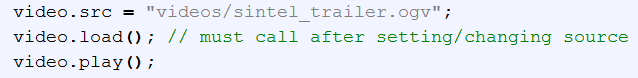 video.src = "videos/sintel_trailer.ogv";
video.load(); // must call after setting/changing source
video.play();